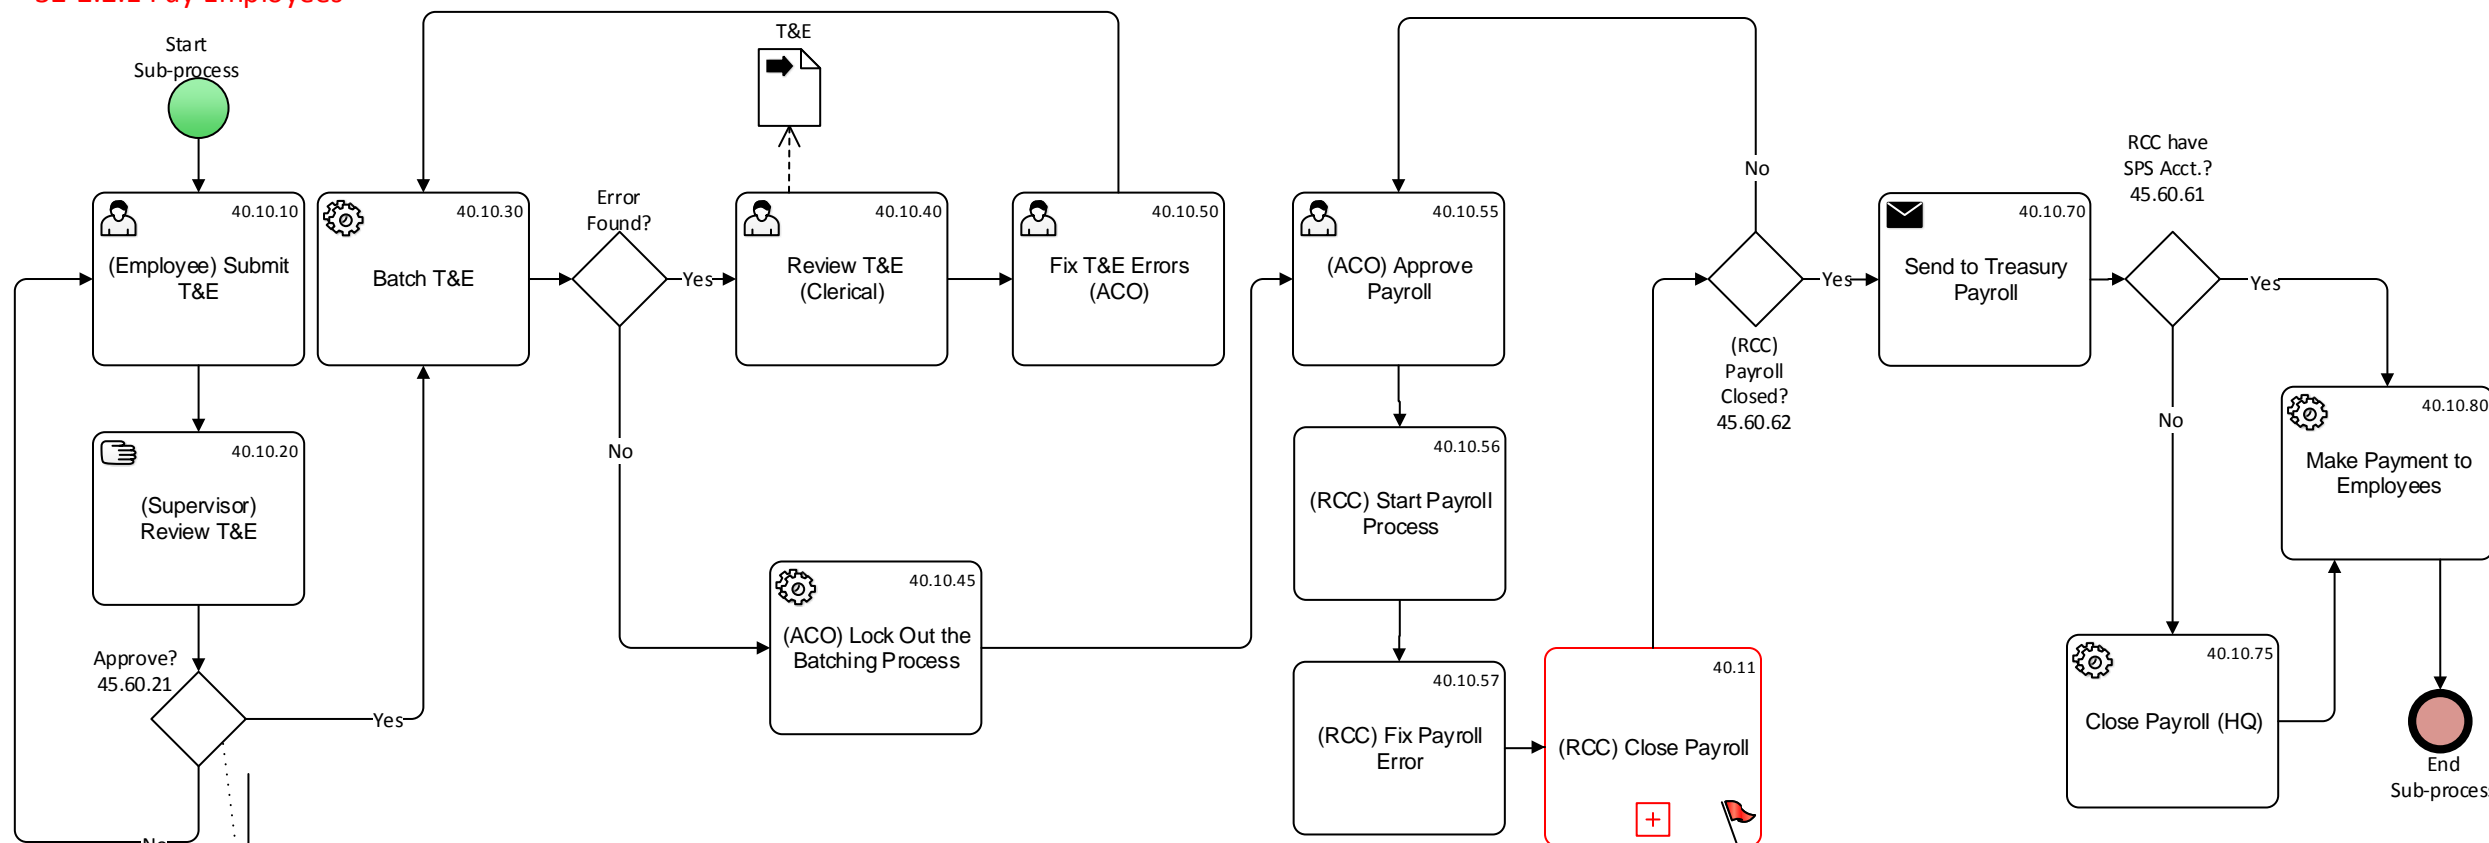 Pay Employees
Start
Sub-process
T&E
40.10.10
(Employee) Submit
T&E
40.10.20
(Supervisor)
Review T&E
Approve?
45.60.21
Yes
No
40.10.30
Batch T&E
Error
Found?
Yes
No
40.10.40
Review T&E
(Clerical)
40.10.50
Fix T&E Errors
(ACO)
40.10.45
(ACO) Lock Out the
Batching Process
40.10.55
(ACO) Approve
Payroll
40.10.56
(RCC) Start Payroll
Process
40.10.57
(RCC) Fix Payroll
Error
40.11
(RCC) Close Payroll
No
Yes
(RCC)
Payroll
Closed?
45.60.62
40.10.70
Send to Treasury
Payroll
RCC have
SPS Acct.?
45.60.61
Yes
No
40.10.75
Close Payroll (HQ)
40.10.80
Make Payment to
Employees
End
Sub-process